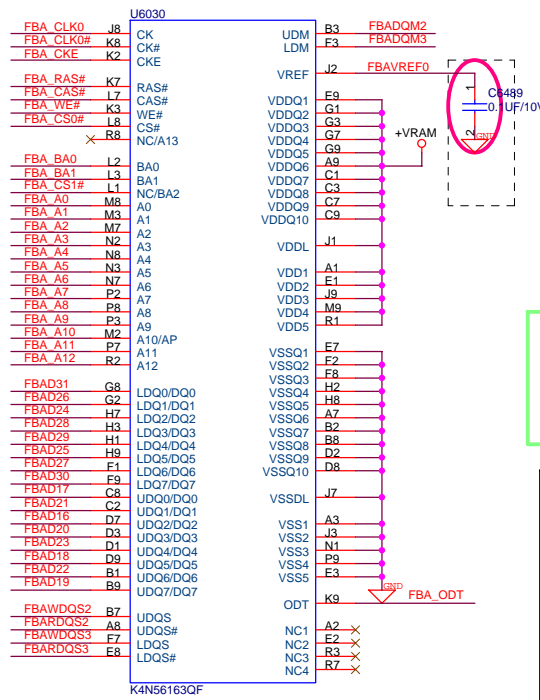 U6030
FBA_CLK0 J8 CK UDM B3 FBADQM2
FBA_CLK0# K8 CK# LDM F3 FBADQM3
FBA_CKE K2 CKE
VREF J2 FBAVREF0
FBA_RAS# K7 RAS#
FBA_CAS# L7 CAS#
FBA_WE# K3 WE#
FBA_CS0# L8 CS#
R8 NC/A13
1 C6489
0.1UF/10V
2 GND
VDDQ1 E9
VDDQ2 G1
VDDQ3 G3
VDDQ4 G7
VDDQ5 G9
VDDQ6 A9 +VRAM
VDDQ7 C1
VDDQ8 C3
VDDQ9 C7
VDDQ10 C9
FBA_BA0 L2 BA0
FBA_BA1 L3 BA1
FBA_CS1# L1 NC/BA2
FBA_A0 M8 A0
FBA_A1 M3 A1
FBA_A2 M7 A2
FBA_A3 N2 A3
FBA_A4 N8 A4
FBA_A5 N3 A5
FBA_A6 N7 A6
FBA_A7 P2 A7
FBA_A8 P8 A8
FBA_A9 P3 A9
FBA_A10 M2 A10/AP
FBA_A11 P7 A11
FBA_A12 R2 A12
VDDL J1
VDD1 A1
VDD2 E1
VDD3 J9
VDD4 M9
VDD5 R1
VSSQ1 E7
VSSQ2 F2
VSSQ3 F8
VSSQ4 H2
VSSQ5 H8
VSSQ6 A7
VSSQ7 B2
VSSQ8 B8
VSSQ9 D2
VSSQ10 D8
FBAD31 G8 LDQ0/DQ0
FBAD26 G2 LDQ1/DQ1
FBAD24 H7 LDQ2/DQ2
FBAD28 H3 LDQ3/DQ3
FBAD29 H1 LDQ4/DQ4
FBAD25 H9 LDQ5/DQ5
FBAD27 F1 LDQ6/DQ6
FBAD30 F9 LDQ7/DQ7
FBAD17 C8 UDQ0/DQ0
FBAD21 C2 UDQ1/DQ1
FBAD16 D7 UDQ2/DQ2
FBAD20 D3 UDQ3/DQ3
FBAD23 D1 UDQ4/DQ4
FBAD18 D9 UDQ5/DQ5
FBAD22 B1 UDQ6/DQ6
FBAD19 B9 UDQ7/DQ7
VSSDL J7
VSS1 A3
VSS2 J3
VSS3 N1
VSS4 P9
VSS5 E3
GND
ODT K9 FBA_ODT
FBAWDQS2 B7 UDQS
FBARDQS2 A8 UDQS#
FBAWDQS3 F7 LDQS
FBARDQS3 E8 LDQS#
NC1 A2
NC2 E2
NC3 R3
NC4 R7
K4N56163QF